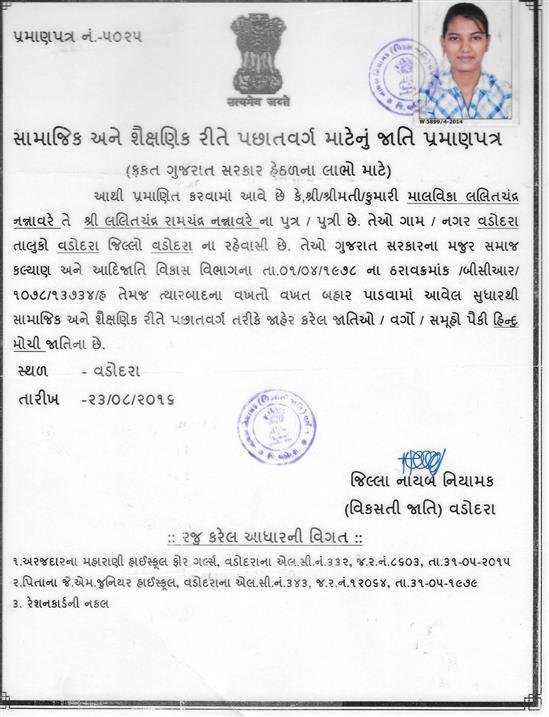 પ્રમાણપત્ર નં.-૫૦૨૫
सत्यमेव जयते
W 5899/4-2014
સામાજિક અને શૈક્ષણિક રીતે પછાતવર્ગ માટેનું જાતિ પ્રમાણપત્ર
(ફકત ગુજરાત સરકાર હેઠળના લાભો માટે)
આથી પ્રમાણિત કરવામાં આવે છે કે,શ્રી/શ્રીમતી/કુમારી માલવિકા લલિતચંદ્ર
નન્નાવરે તે શ્રી લલિતચંદ્ર રામચંદ્ર નન્નાવરે ના પુત્ર / પુત્રી છે. તેઓ ગામ / નગર વડોદરા
તાલુકો વડોદરા જિલ્લો વડોદરા ના રહેવાસી છે. તેઓ ગુજરાત સરકારના મજુર સમાજ
કલ્યાણ અને આદિજાતિ વિકાસ વિભાગના તા.૦૧/૦૪/૧૯૭૮ ના ઠરાવક્રમાંક /બીસીઆર/
૧૦૭૮/૧૩૭૩૪/હ તેમજ ત્યારબાદના વખતો વખત બહાર પાડવામાં આવેલ સુધારથી
સામાજિક અને શૈક્ષણિક રીતે પછાતવર્ગ તરીકે જાહેર કરેલ જાતિઓ / વર્ગો / સમૂહો પૈકી હિન્દુ
મોચી જાતિના છે.
સ્થળ - વડોદરા
તારીખ -૨૩/૦૮/૨૦૧૬
જિલ્લા નાયબ નિયામક
(વિકસતી જાતિ) વડોદરા
:: રજુ કરેલ આધારની વિગત ::
૧.અરજદારના મહારાણી હાઈસ્કૂલ ફોર ગર્લ્સ, વડોદરાના એલ.સી.નં.૩૩૨, જ.ર.નં.૮૬૦૩, તા.૩૧-૦૫-૨૦૧૫
૨.પિતાના જે.એમ.જુનિયર હાઈસ્કૂલ, વડોદરાના એલ.સી.નં.૩૪૩, જ.ર.નં.૧૨૦૬૪, તા.૩૧-૦૫-૧૯૭૯
૩. રેશનકાર્ડની નકલ